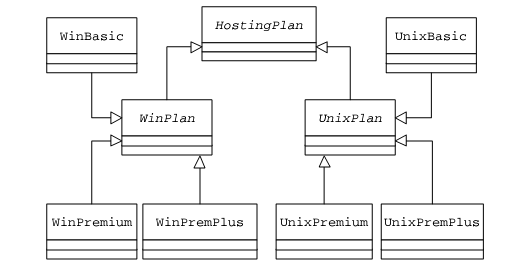 HostingPlan
WinBasic
UnixBasic
WinPlan
UnixPlan
WinPremium
WinPremPlus
UnixPremium
UnixPremPlus